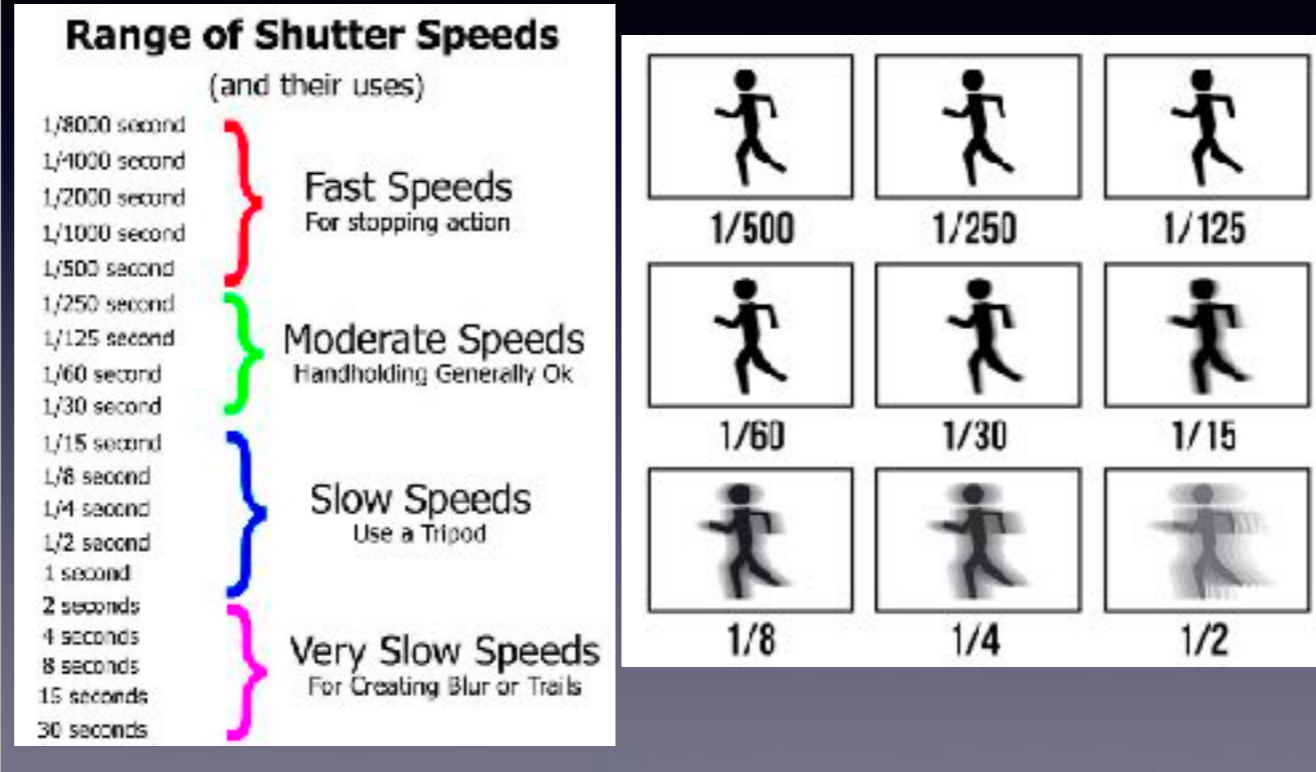 Range of Shutter Speeds
(and their uses)
1/8000 second
1/4000 second
1/2000 second
1/1000 second
1/500 second
Fast Speeds
For stopping action
1/250 second
1/125 second
1/60 second
1/30 second
Moderate Speeds
Handholding Generally Ok
1/15 second
1/8 second
1/4 second
1/2 second
1 second
Slow Speeds
Use a Tripod
2 seconds
4 seconds
8 seconds
15 seconds
30 seconds
Very Slow Speeds
For Creating Blur or Trails
1/500 1/250 1/125
1/60 1/30 1/15
1/8 1/4 1/2